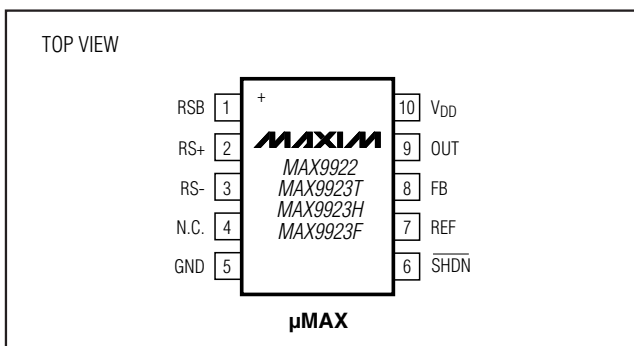 TOP VIEW
RSB 1
RS+ 2
RS- 3
N.C. 4
GND 5
+
MAXIM
MAX9922
MAX9923T
MAX9923H
MAX9923F
10 VDD
9 OUT
8 FB
7 REF
6 SHDN
µMAX